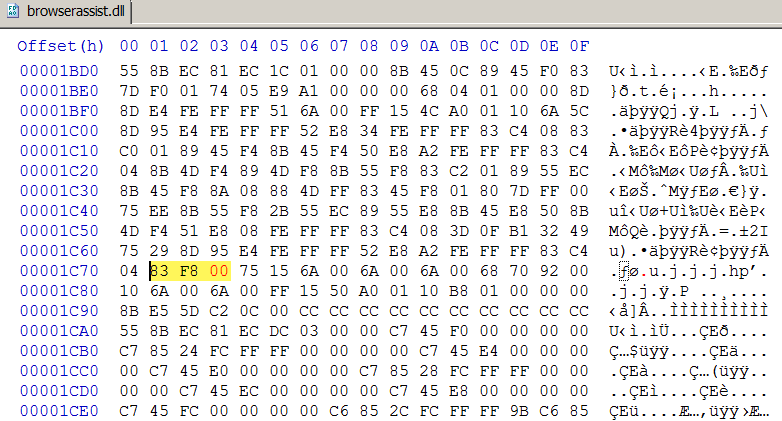 browserassist.dll
Offset(h) 00 01 02 03 04 05 06 07 08 09 0A 0B 0C 0D 0E 0F
00001BD0 55 8B EC 81 EC 1C 01 00 00 8B 45 0C 89 45 F0 83 U‹ì.ì....‹E.‰Eðƒ
00001BE0 7D F0 01 74 05 E9 A1 00 00 00 68 04 01 00 00 8D }ð.t.é¡...h.....
00001BF0 8D E4 FE FF FF 51 6A 00 FF 15 4C A0 01 10 6A 5C .äþÿÿQj.ÿ.L ..j\
00001C00 8D 95 E4 FE FF FF 52 E8 34 FE FF FF 83 C4 08 83 .•äþÿÿRè4þÿÿƒÄ.ƒ
00001C10 C0 01 89 45 F4 8B 45 F4 50 E8 A2 FE FF FF 83 C4 À.‰Eô‹EôPè¢þÿÿƒÄ
00001C20 04 8B 4D F4 89 4D F8 8B 55 F8 83 C2 01 89 55 EC .‹Mô‰Mø‹UøƒÂ.‰Uì
00001C30 8B 45 F8 8A 08 88 4D FF 83 45 F8 01 80 7D FF 00 ‹EøŠ.ˆMÿƒEø.€}ÿ.
00001C40 75 EE 8B 55 F8 2B 55 EC 89 55 E8 8B 45 E8 50 8B uî‹Uø+Uì‰Uè‹EèP‹
00001C50 4D F4 51 E8 08 FE FF FF 83 C4 08 3D 0F B1 32 49 MôQè.þÿÿƒÄ.=.±2I
00001C60 75 29 8D 95 E4 FE FF FF 52 E8 A2 FE FF FF 83 C4 u).•äþÿÿRè¢þÿÿƒÄ
00001C70 04 83 F8 00 75 15 6A 00 6A 00 6A 00 68 70 92 00 .ƒø.u.j.j.j.hp’.
00001C80 10 6A 00 6A 00 FF 15 50 A0 01 10 B8 01 00 00 00 .j.j.ÿ.P ..¸....
00001C90 8B E5 5D C2 0C 00 CC CC CC CC CC CC CC CC CC CC ‹å]Â..ÌÌÌÌÌÌÌÌÌÌ
00001CA0 55 8B EC 81 EC DC 03 00 00 C7 45 F0 00 00 00 00 U‹ì.ìÜ...ÇEð....
00001CB0 C7 85 24 FC FF FF 00 00 00 00 C7 45 E4 00 00 00 Ç…$üÿÿ....ÇEä...
00001CC0 00 C7 45 E0 00 00 00 00 C7 85 28 FC FF FF 00 00 .ÇEà....Ç…(üÿÿ..
00001CD0 00 00 C7 45 EC 00 00 00 00 C7 45 E8 00 00 00 00 ..ÇEì....ÇEè....
00001CE0 C7 45 FC 00 00 00 00 C6 85 2C FC FF FF 9B C6 85 ÇEü....Æ…,üÿÿ›Æ…